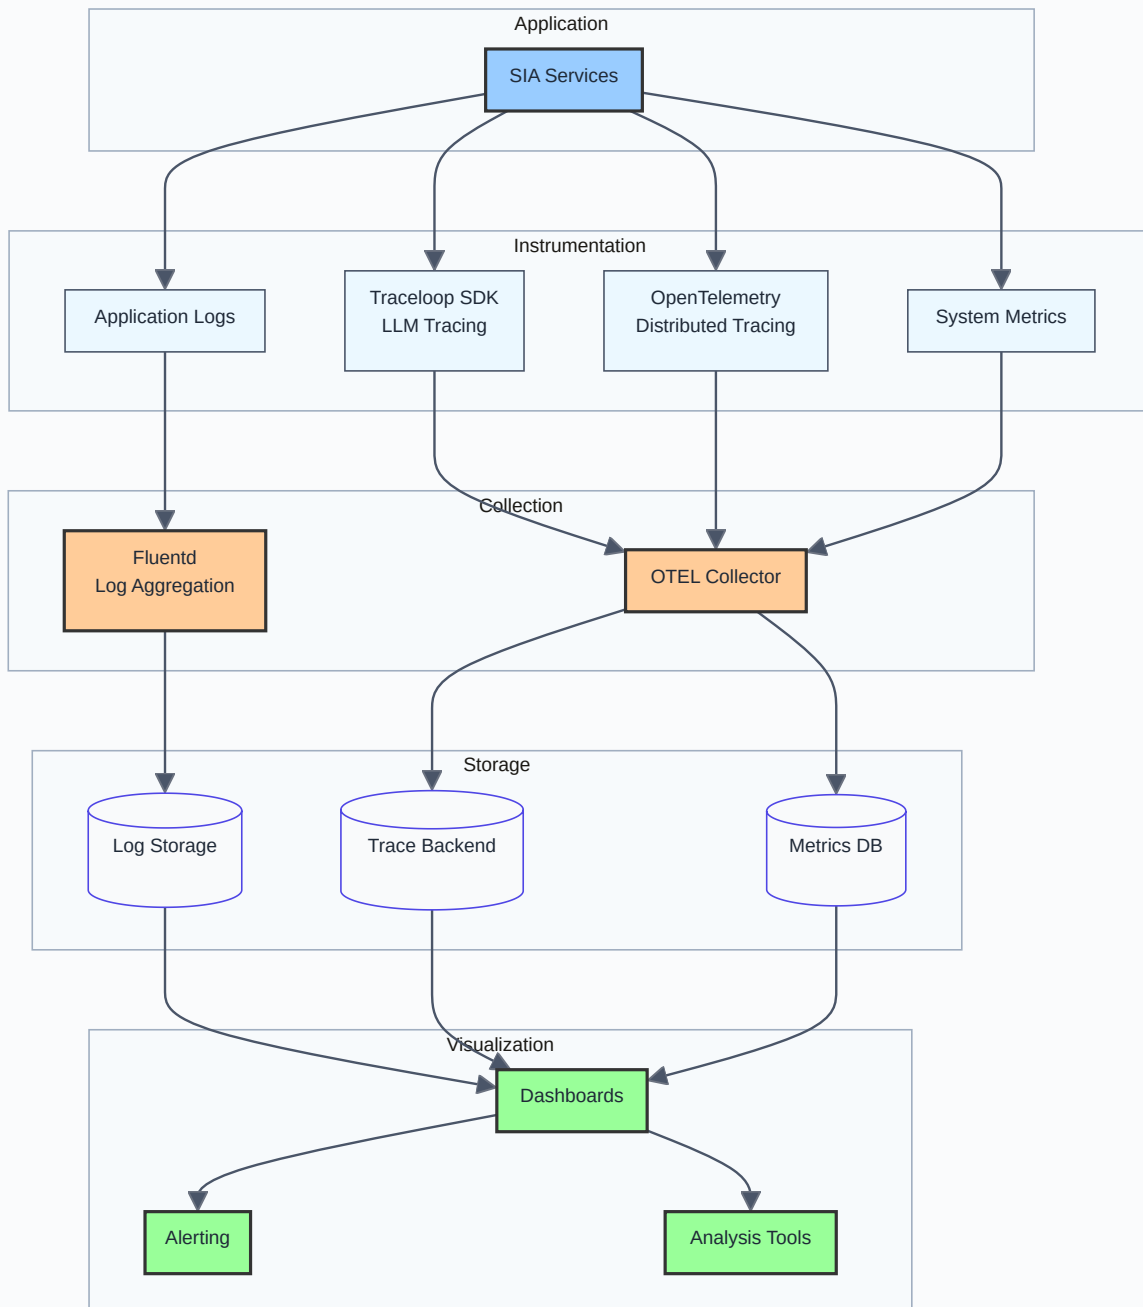 Application
SIA Services
Instrumentation
Application Logs
Traceloop SDK
LLM Tracing
OpenTelemetry
Distributed Tracing
System Metrics
Collection
Fluentd
Log Aggregation
OTEL Collector
Storage
Log Storage
Trace Backend
Metrics DB
Visualization
Dashboards
Alerting
Analysis Tools